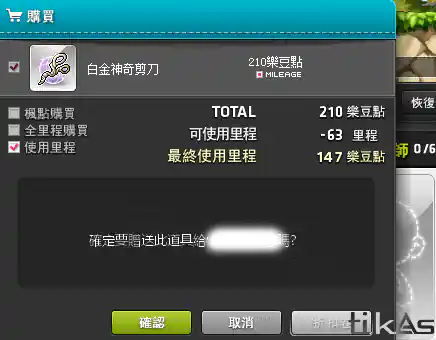 購買
白金神奇剪刀
210樂豆點
MILEAGE
楓點購買
全里程購買
使用里程
TOTAL 210 樂豆點
可使用里程 -63 里程
最終使用里程 147 樂豆點
恢復
師 0/6
確定要贈送此道具給 嗎?
確認
取消
tikAs